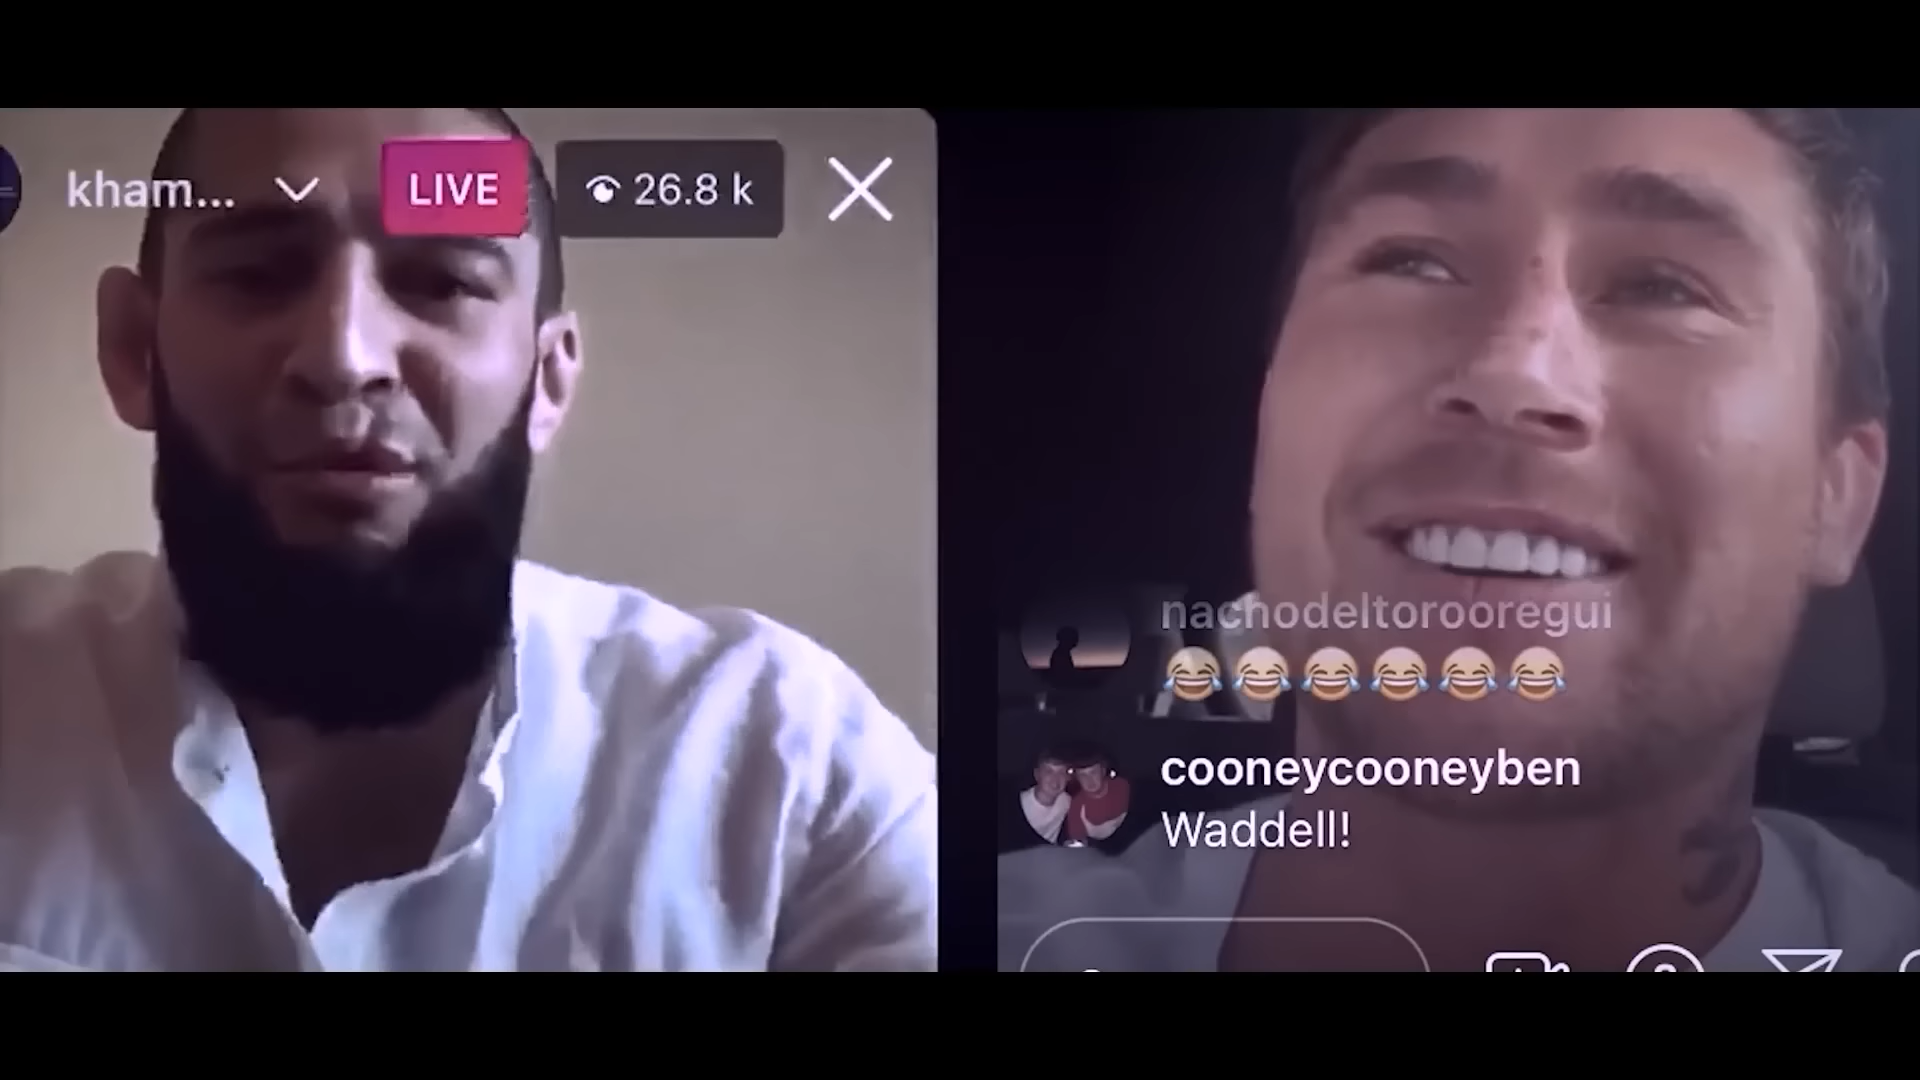 kham...
LIVE
26.8 k
nachodeltorooregui
😂😂😂😂😂😂
cooneycooneyben
Waddell!